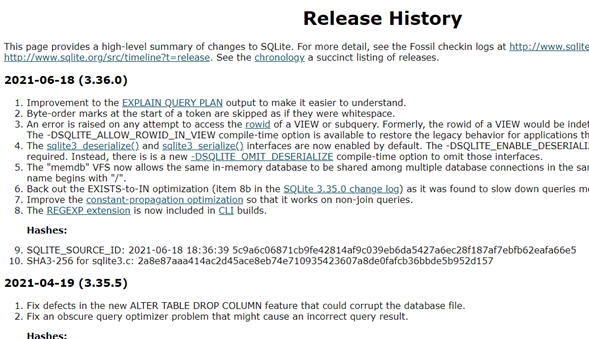 Release History
This page provides a high-level summary of changes to SQLite. For more detail, see the Fossil checkin logs at http://www.sqlite
http://www.sqlite.org/src/timeline?t=release. See the chronology a succinct listing of releases.
2021-06-18 (3.36.0)
1. Improvement to the EXPLAIN QUERY PLAN output to make it easier to understand.
2. Byte-order marks at the start of a token are skipped as if they were whitespace.
3. An error is raised on any attempt to access the rowid of a VIEW or subquery. Formerly, the rowid of a VIEW would be indef
The -DSQLITE_ALLOW_ROWID_IN_VIEW compile-time option is available to restore the legacy behavior for applications th
4. The sqlite3_deserialize() and sqlite3_serialize() interfaces are now enabled by default. The -DSQLITE_ENABLE_DESERIALI
required. Instead, there is is a new -DSQLITE_OMIT_DESERIALIZE compile-time option to omit those interfaces.
5. The "memdb" VFS now allows the same in-memory database to be shared among multiple database connections in the sam
name begins with "/".
6. Back out the EXISTS-to-IN optimization (item 8b in the SQLite 3.35.0 change log) as it was found to slow down queries mo
7. Improve the constant-propagation optimization so that it works on non-join queries.
8. The REGEXP extension is now included in CLI builds.
Hashes:
9. SQLITE_SOURCE_ID: 2021-06-18 18:36:39 5c9a6c06871cb9fe42814af9c039eb6da5427a6ec28f187af7ebfb62eafa66e5
10. SHA3-256 for sqlite3.c: 2a8e87aaa414ac2d45ace8eb74e710935423607a8de0fafcb36bbde5b952d157
2021-04-19 (3.35.5)
1. Fix defects in the new ALTER TABLE DROP COLUMN feature that could corrupt the database file.
2. Fix an obscure query optimizer problem that might cause an incorrect query result.
Hashes: